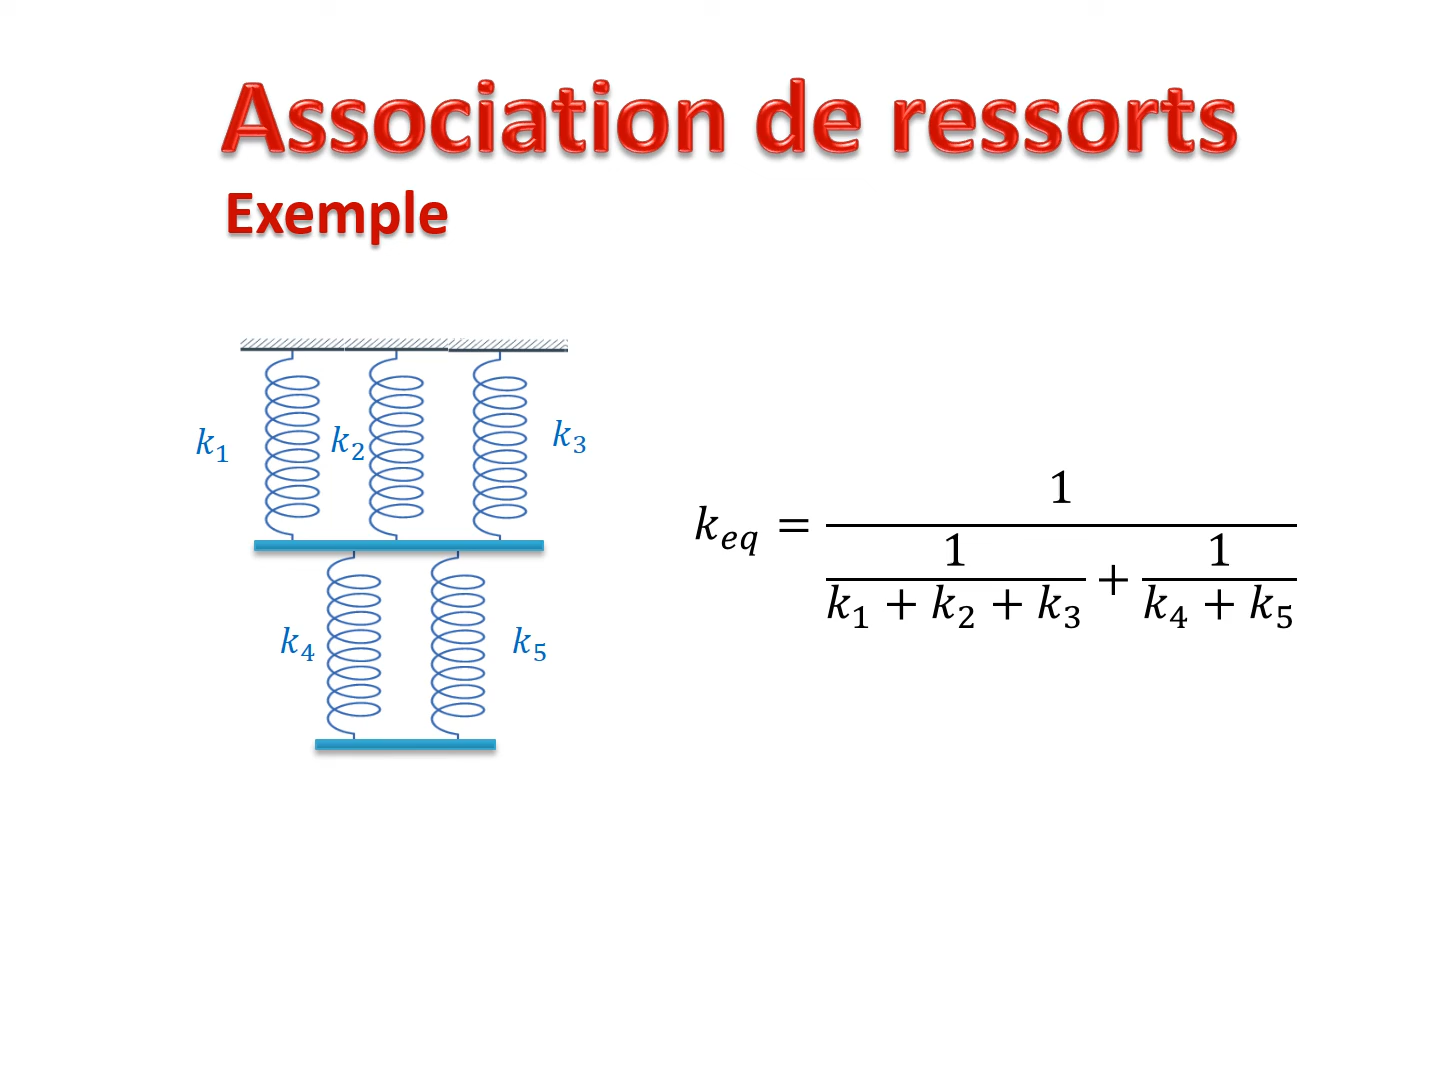 Association de ressorts
Exemple
k₁ k₂ k₃
k₄ k₅
k_eq = 1 / (1/(k₁ + k₂ + k₃) + 1/(k₄ + k₅))